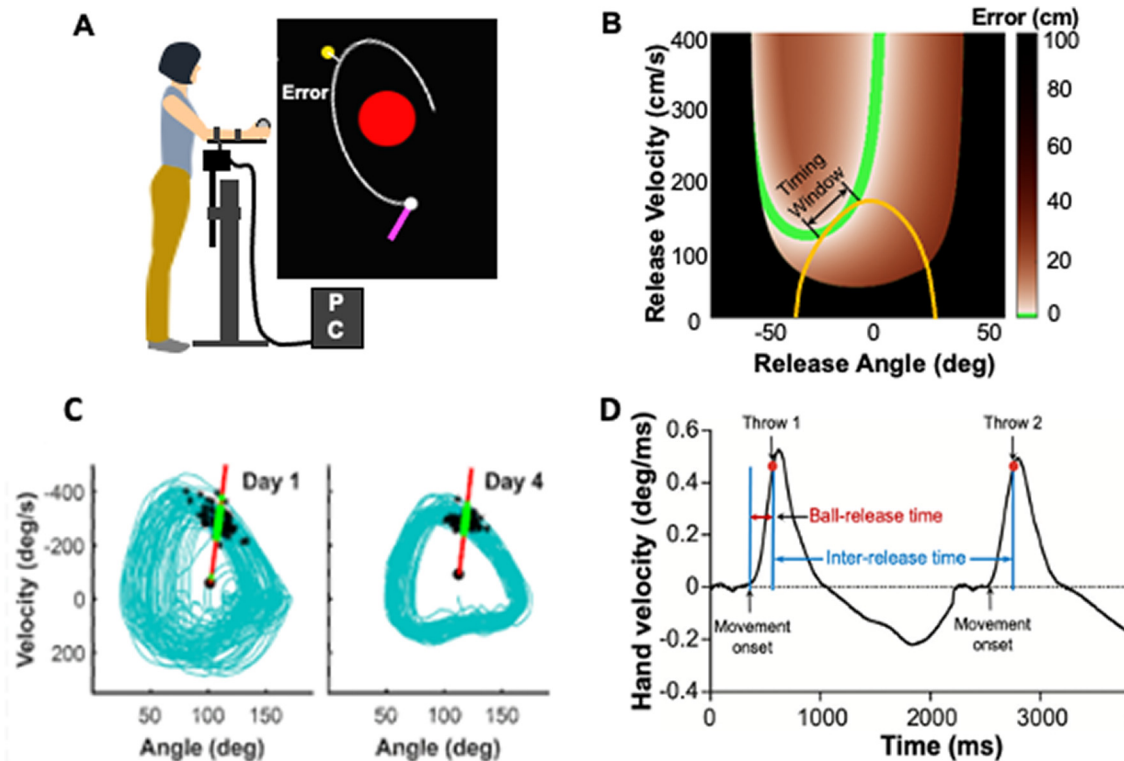 A
Error
P
C
B
Error (cm)
Release Velocity (cm/s)
400
300
200
100
0
Timing
Window
-50
0
50
Release Angle (deg)
100
80
60
40
20
0
C
Day 1
Day 4
Velocity (deg/s)
-400
-200
0
200
50
100
150
50
100
150
Angle (deg)
Angle (deg)
D
Throw 1
Throw 2
Hand velocity (deg/ms)
0.6
0.4
0.2
0
-0.2
-0.4
Ball-release time
Inter-release time
Movement
onset
Movement
onset
0
1000
2000
3000
Time (ms)